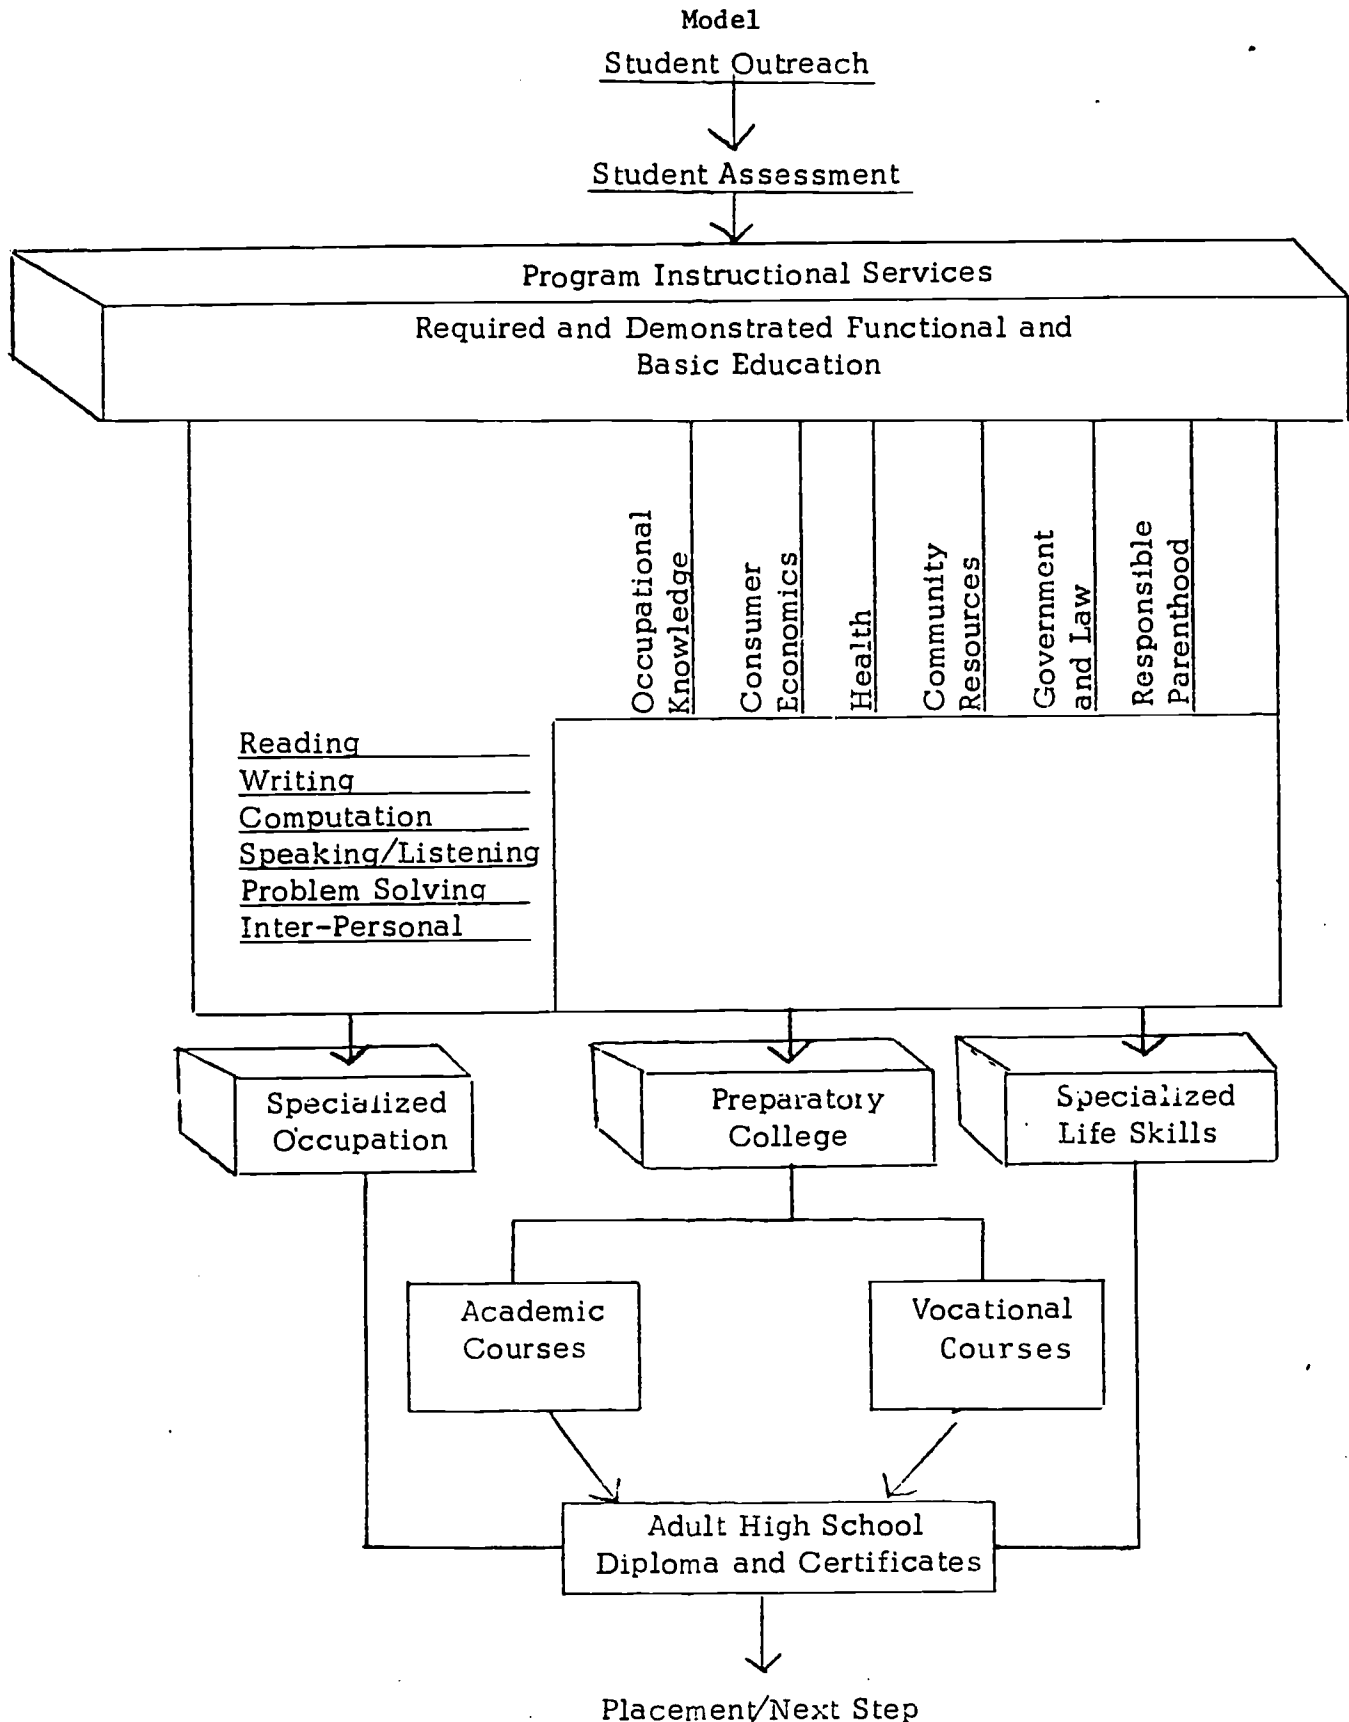 Model
Student Outreach
Student Assessment
Program Instructional Services
Required and Demonstrated Functional and
Basic Education
Occupational
Knowledge
Consumer
Economics
Health
Community
Resources
Government
and Law
Responsible
Parenthood
Reading
Writing
Computation
Speaking/Listening
Problem Solving
Inter-Personal
Specialized
Occupation
Preparatory
College
Specialized
Life Skills
Academic
Courses
Vocational
Courses
Adult High School
Diploma and Certificates
Placement/Next Step